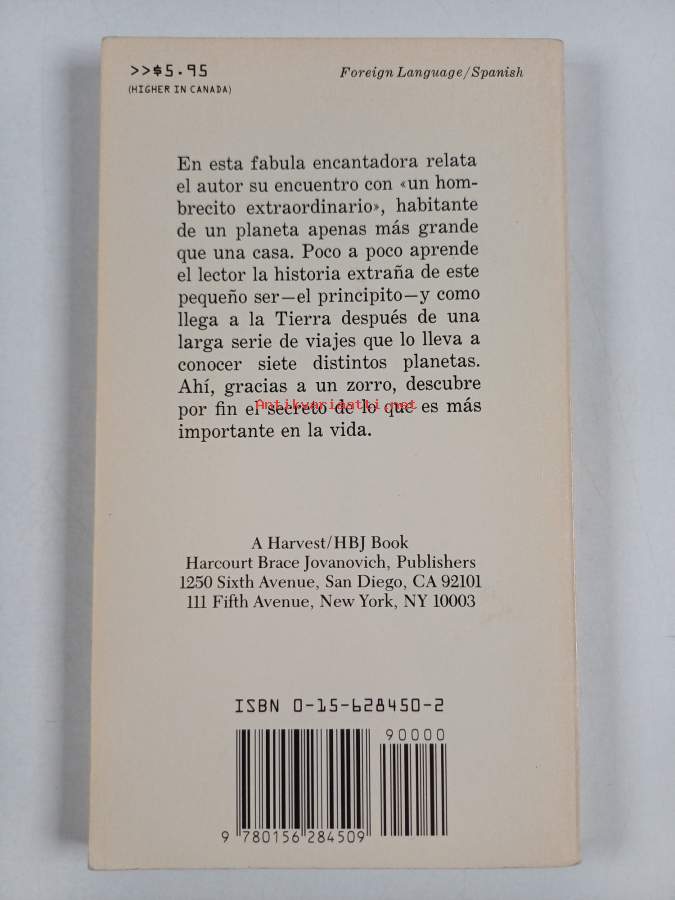 >>$5.95
Foreign Language/Spanish
(HIGHER IN CANADA)
En esta fabula encantadora relata
el autor su encuentro con «un hom-
brecito extraordinario», habitante
de un planeta apenas más grande
que una casa. Poco a poco aprende
el lector la historia extraña de este
pequeño ser—el principito—y como
llega a la Tierra después de una
larga serie de viajes que lo lleva a
conocer siete distintos planetas.
Ahí, gracias a un zorro, descubre
Antikvariaatti.net
por fin el secreto de lo que es más
importante en la vida.
A Harvest/HBJ Book
Harcourt Brace Jovanovich, Publishers
1250 Sixth Avenue, San Diego, CA 92101
111 Fifth Avenue, New York, NY 10003
ISBN 0-15-628450-2
90000
9 780156 284509